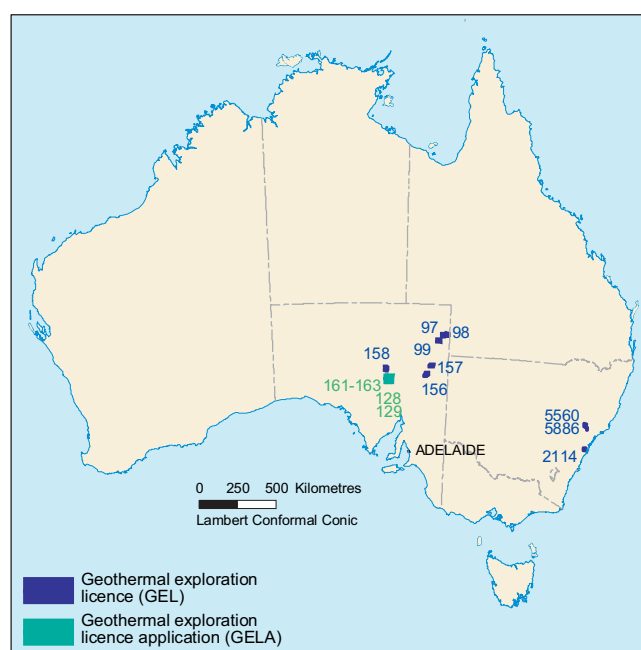 97
98
99
158
157
161-163
156
128
129
5560
5886
2114
ADELAIDE
0 250 500 Kilometres
Lambert Conformal Conic
Geothermal exploration
licence (GEL)
Geothermal exploration
licence application (GELA)